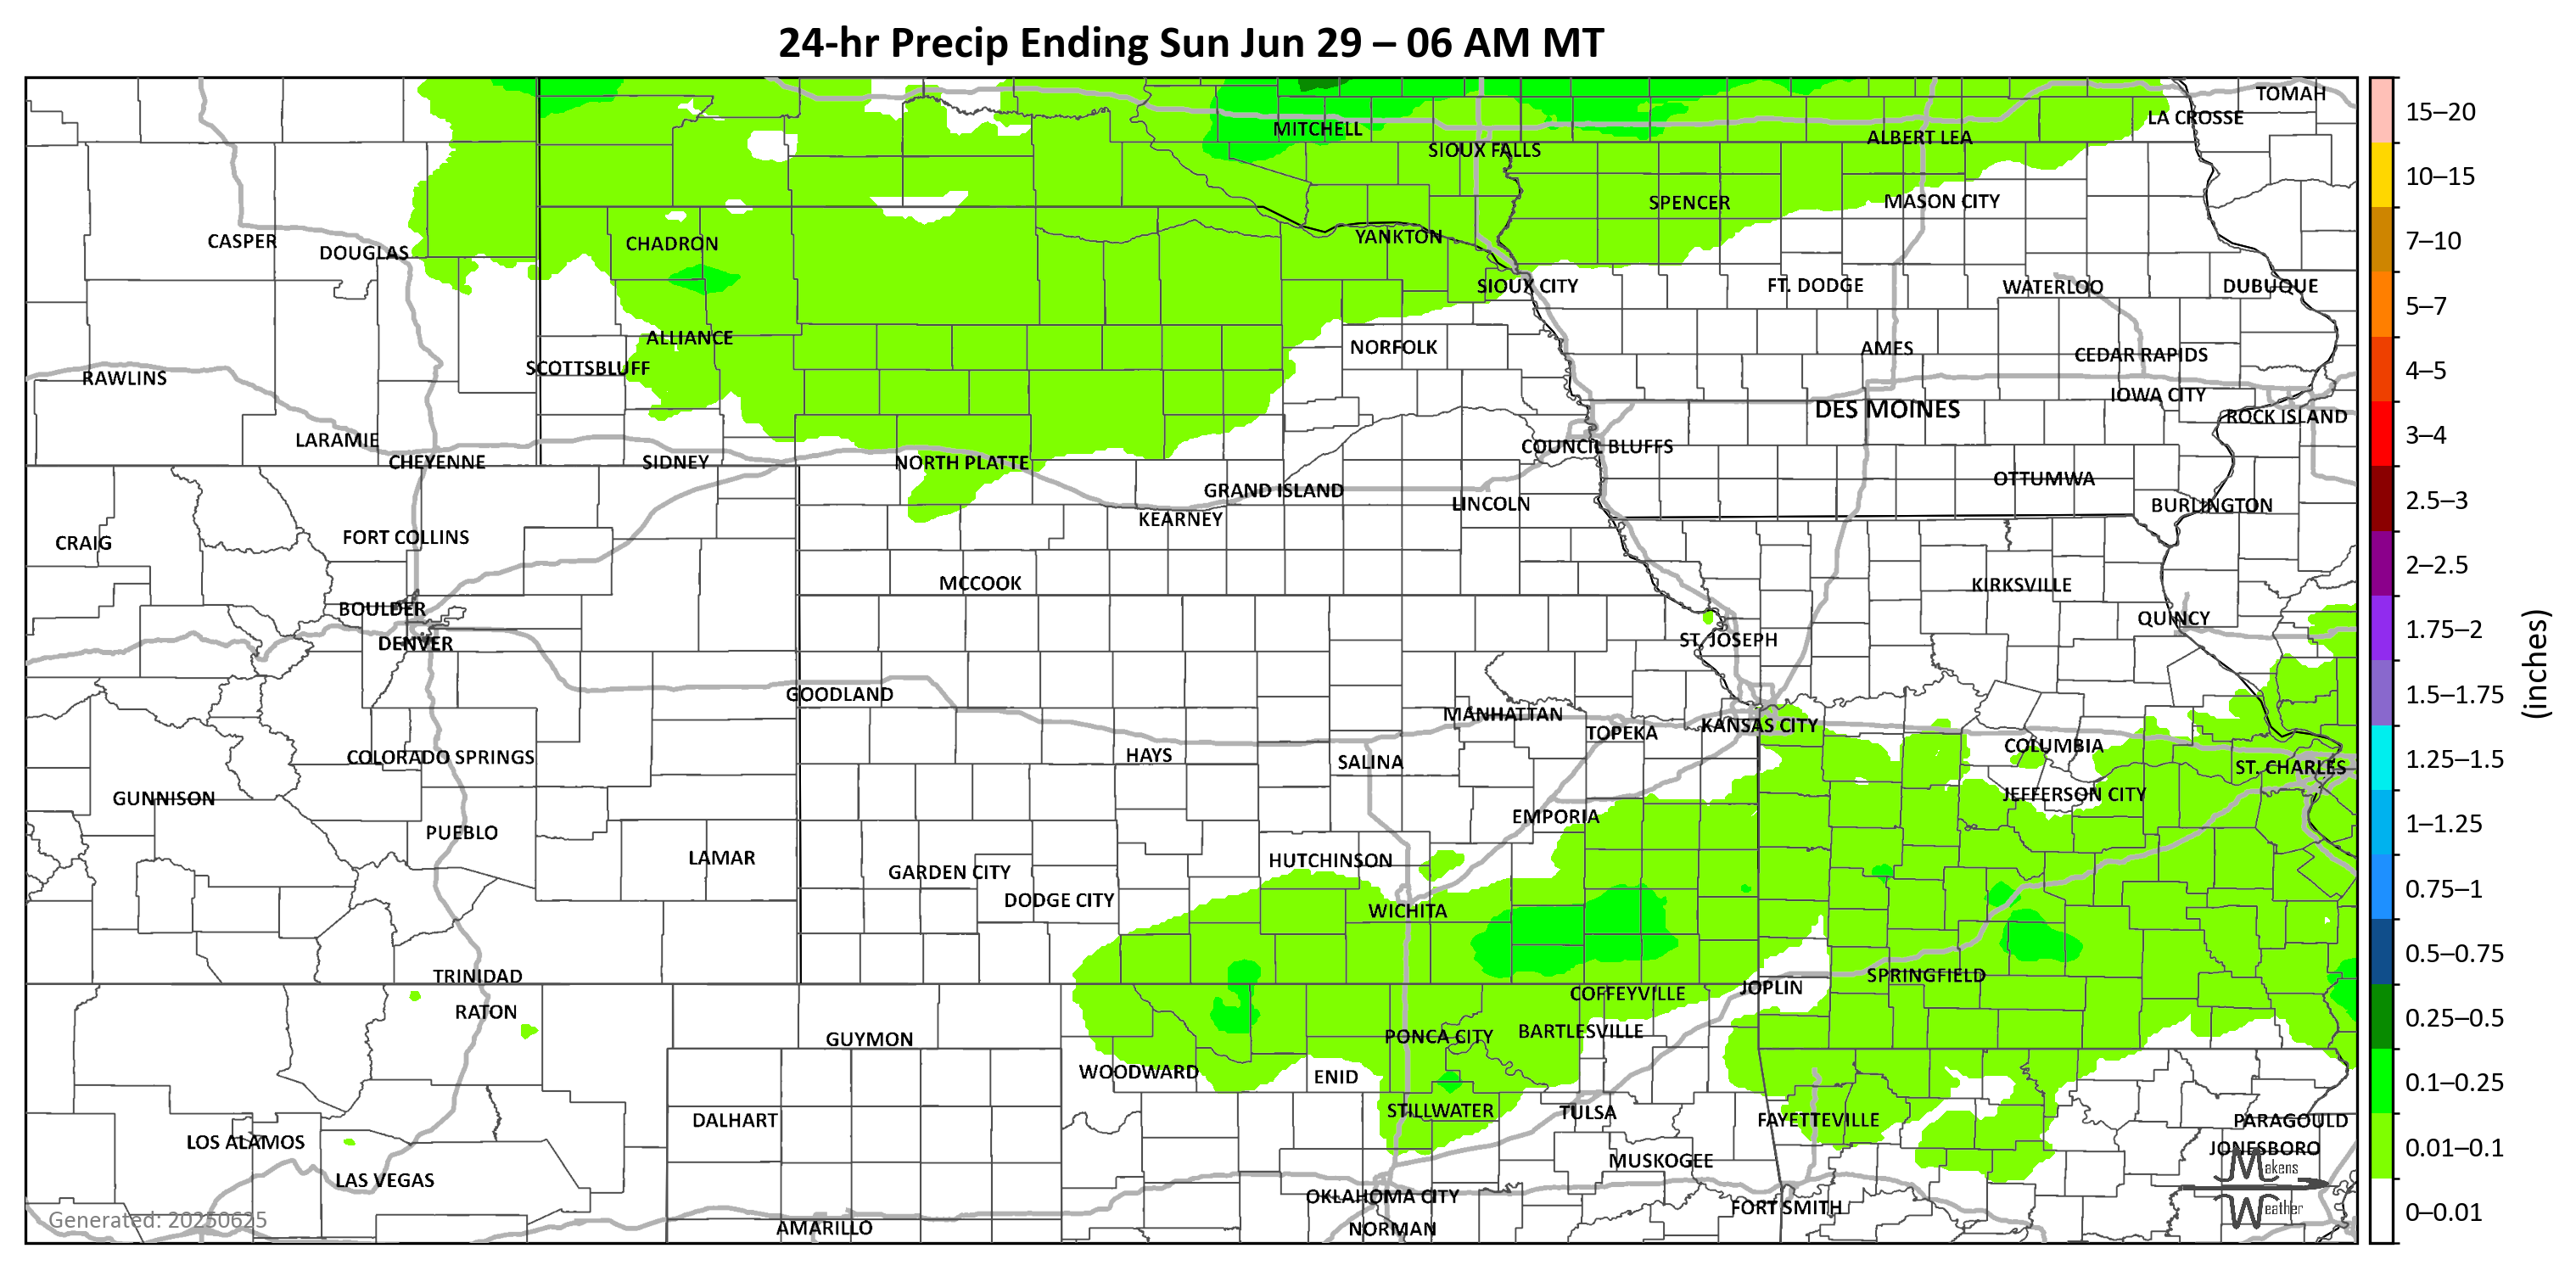 24-hr Precip Ending Sun Jun 29 – 06 AM MT
TOMAH
LA CROSSE
MITCHELL
ALBERT LEA
SIOUX FALLS
SPENCER
MASON CITY
CASPER
DOUGLAS
CHADRON
YANKTON
SIOUX CITY
FT. DODGE
WATERLOO
DUBUQUE
ALLIANCE
NORFOLK
AMES
CEDAR RAPIDS
SCOTTSBLUFF
RAWLINS
IOWA CITY
DES MOINES
ROCK ISLAND
LARAMIE
COUNCIL BLUFFS
CHEYENNE
SIDNEY
NORTH PLATTE
OTTUMWA
GRAND ISLAND
LINCOLN
BURLINGTON
KEARNEY
FORT COLLINS
CRAIG
MCCOOK
KIRKSVILLE
BOULDER
QUINCY
DENVER
ST. JOSEPH
GOODLAND
MANHATTAN
TOPEKA
KANSAS CITY
COLUMBIA
COLORADO SPRINGS
HAYS
SALINA
ST. CHARLES
GUNNISON
JEFFERSON CITY
EMPORIA
PUEBLO
LAMAR
HUTCHINSON
GARDEN CITY
DODGE CITY
WICHITA
TRINIDAD
SPRINGFIELD
JOPLIN
COFFEYVILLE
RATON
BARTLESVILLE
PONCA CITY
GUYMON
WOODWARD
ENID
STILLWATER
TULSA
DALHART
FAYETTEVILLE
PARAGOULD
LOS ALAMOS
JONESBORO
MUSKOGEE
LAS VEGAS
OKLAHOMA CITY
FORT SMITH
AMARILLO
NORMAN
Generated: 20250625
Makens
Weather
15–20
10–15
7–10
5–7
4–5
3–4
2.5–3
2–2.5
1.75–2
1.5–1.75
1.25–1.5
1–1.25
0.75–1
0.5–0.75
0.25–0.5
0.1–0.25
0.01–0.1
0–0.01
(inches)